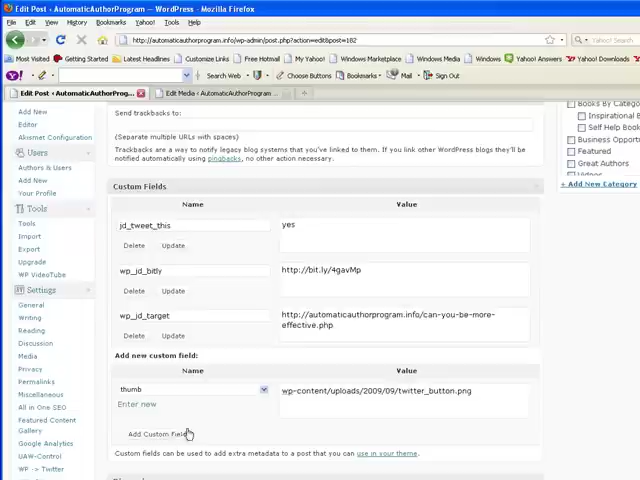 Edit Post ‹ AutomaticAuthorProgram — WordPress - Mozilla Firefox
File Edit View History Bookmarks Yahoo! Tools Help
http://automaticauthorprogram.info/wp-admin/post.php?action=edit&post=182
Yahoo! Search
Most Visited Getting Started Latest Headlines Customize Links Free Hotmail My Yahoo! Windows Marketplace Windows Media Windows Yahoo! Answers Yahoo! Downloads
Y! Search Web Choose Buttons Bookmarks Mail Sign Out
Edit Post ‹ AutomaticAuthorProg... Edit Media ‹ AutomaticAuthorProgram ...
Add New
Editor
Akismet Configuration
Users
Authors & Users
Add New
Your Profile
Tools
Tools
Import
Export
Upgrade
WP VideoTube
Settings
General
Writing
Reading
Discussion
Media
Privacy
Permalinks
Miscellaneous
All in One SEO
Featured Content
Gallery
Google Analytics
UAW-Control
WP -> Twitter
Send trackbacks to:
(Separate multiple URLs with spaces)
Trackbacks are a way to notify legacy blog systems that you've linked to them. If you link other WordPress blogs they'll
be notified automatically using pingbacks, no other action necessary.
Custom Fields
Name Value
jd_tweet_this yes
Delete Update
wp_jd_bitly http://bit.ly/4gavMp
Delete Update
wp_jd_target http://automaticauthorprogram.info/can-you-be-more-
effective.php
Delete Update
Add new custom field:
Name Value
thumb wp-content/uploads/2009/09/twitter_button.png
Enter new
Add Custom Field
Custom fields can be used to add extra metadata to a post that you can use in your theme.
Books By Catego
Inspirational B
Self Help Book
Business Opportu
Featured
Great Authors
Videos
+ Add New Category